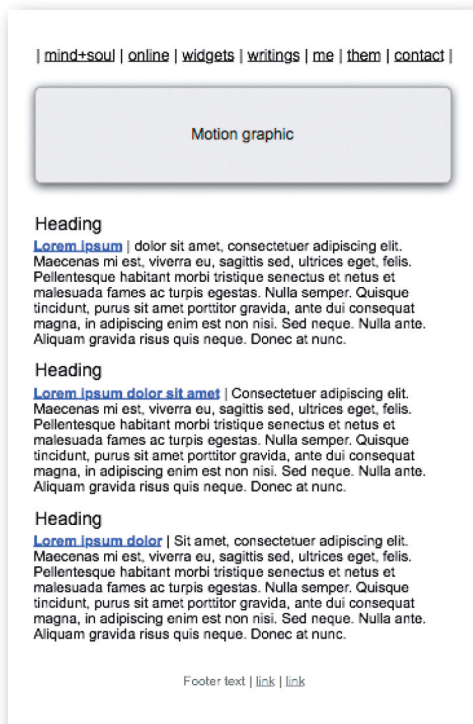 | mind+soul | online | widgets | writings | me | them | contact |
Motion graphic
Heading
Lorem ipsum | dolor sit amet, consectetuer adipiscing elit.
Maecenas mi est, viverra eu, sagittis sed, ultrices eget, felis.
Pellentesque habitant morbi tristique senectus et netus et
malesuada fames ac turpis egestas. Nulla semper. Quisque
tincidunt, purus sit amet porttitor gravida, ante dui consequat
magna, in adipiscing enim est non nisi. Sed neque. Nulla ante.
Aliquam gravida risus quis neque. Donec at nunc.
Heading
Lorem ipsum dolor sit amet | Consectetuer adipiscing elit.
Maecenas mi est, viverra eu, sagittis sed, ultrices eget, felis.
Pellentesque habitant morbi tristique senectus et netus et
malesuada fames ac turpis egestas. Nulla semper. Quisque
tincidunt, purus sit amet porttitor gravida, ante dui consequat
magna, in adipiscing enim est non nisi. Sed neque. Nulla ante.
Aliquam gravida risus quis neque. Donec at nunc.
Heading
Lorem ipsum dolor | Sit amet, consectetuer adipiscing elit.
Maecenas mi est, viverra eu, sagittis sed, ultrices eget, felis.
Pellentesque habitant morbi tristique senectus et netus et
malesuada fames ac turpis egestas. Nulla semper. Quisque
tincidunt, purus sit amet porttitor gravida, ante dui consequat
magna, in adipiscing enim est non nisi. Sed neque. Nulla ante.
Aliquam gravida risus quis neque. Donec at nunc.
Footer text | link | link